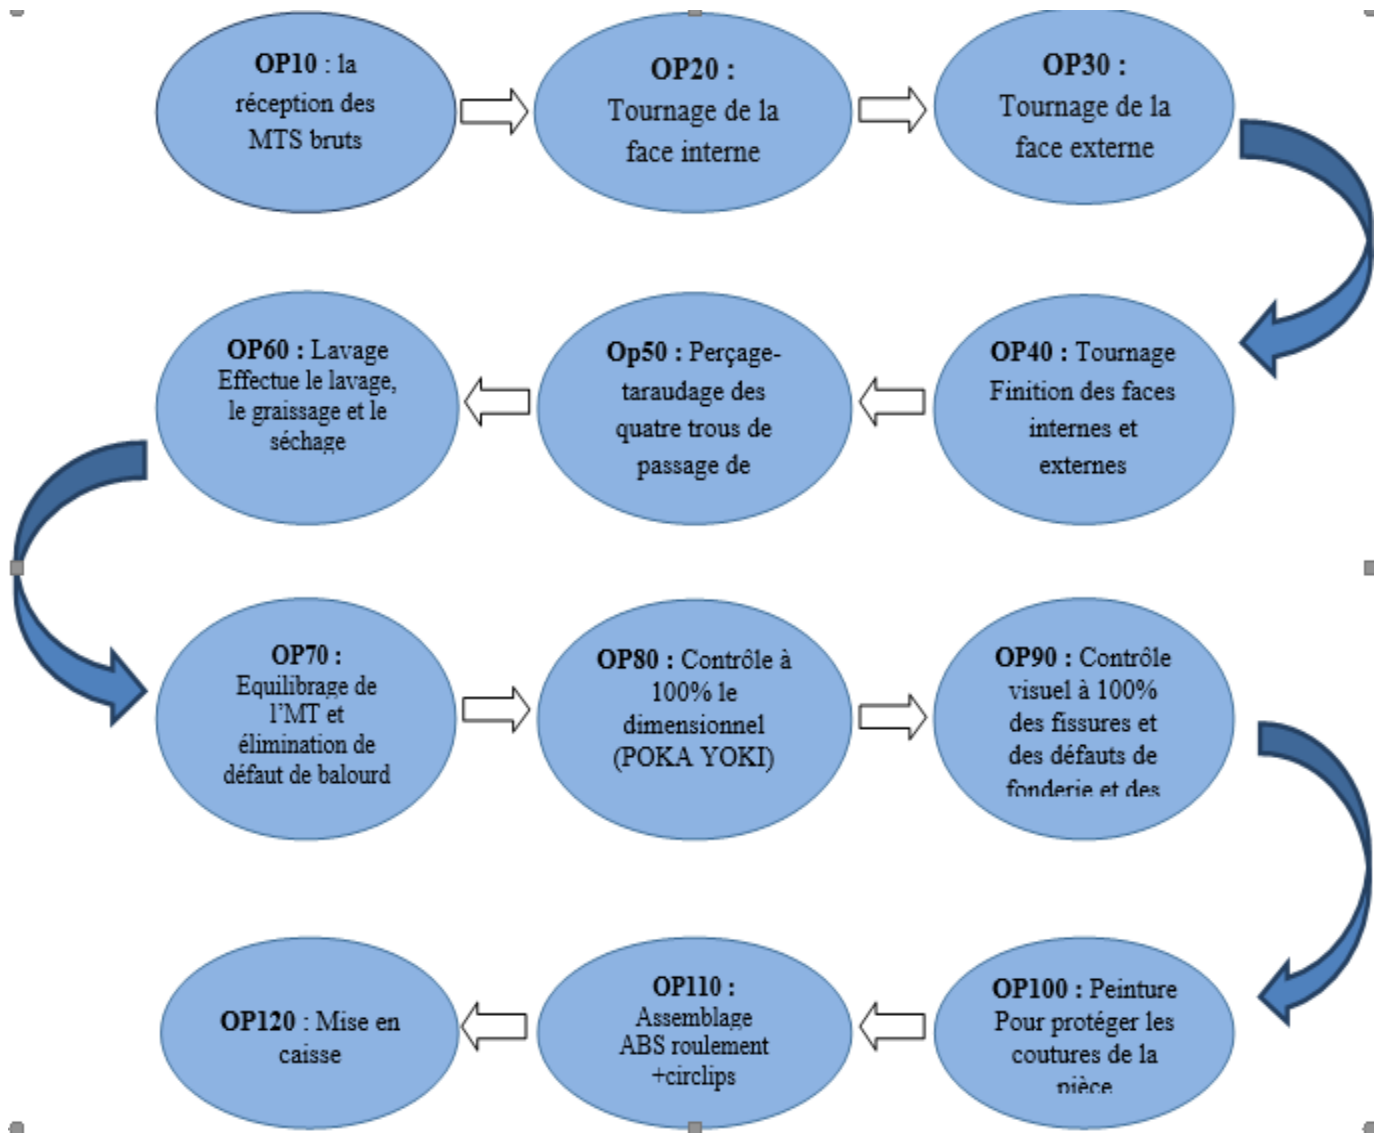 OP10 : la
réception des
MTS bruts
OP20 :
Tournage de la
face interne
OP30 :
Tournage de la
face externe
OP40 : Tournage
Finition des faces
internes et
externes
Op50 : Perçage-
taraudage des
quatre trous de
passage de
OP60 : Lavage
Effectue le lavage,
le graissage et le
séchage
OP70 :
Equilibrage de
l’MT et
élimination de
défaut de balourd
OP80 : Contrôle à
100% le
dimensionnel
(POKA YOKI)
OP90 : Contrôle
visuel à 100%
des fissures et
des défauts de
fonderie et des
OP100 : Peinture
Pour protéger les
coutures de la
pièce
OP110 :
Assemblage
ABS roulement
+circlips
OP120 : Mise en
caisse